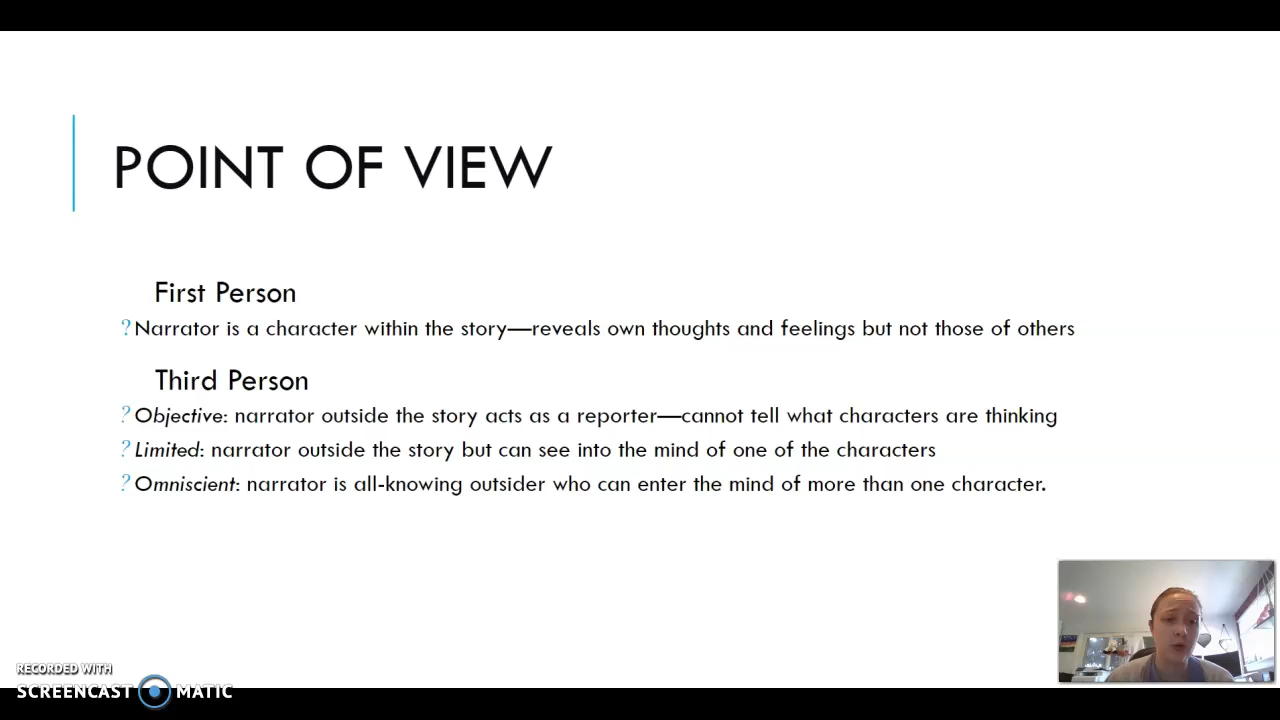 POINT OF VIEW
First Person
? Narrator is a character within the story—reveals own thoughts and feelings but not those of others
Third Person
? Objective: narrator outside the story acts as a reporter—cannot tell what characters are thinking
? Limited: narrator outside the story but can see into the mind of one of the characters
? Omniscient: narrator is all-knowing outsider who can enter the mind of more than one character.
RECORDED WITH
SCREENCAST MATIC